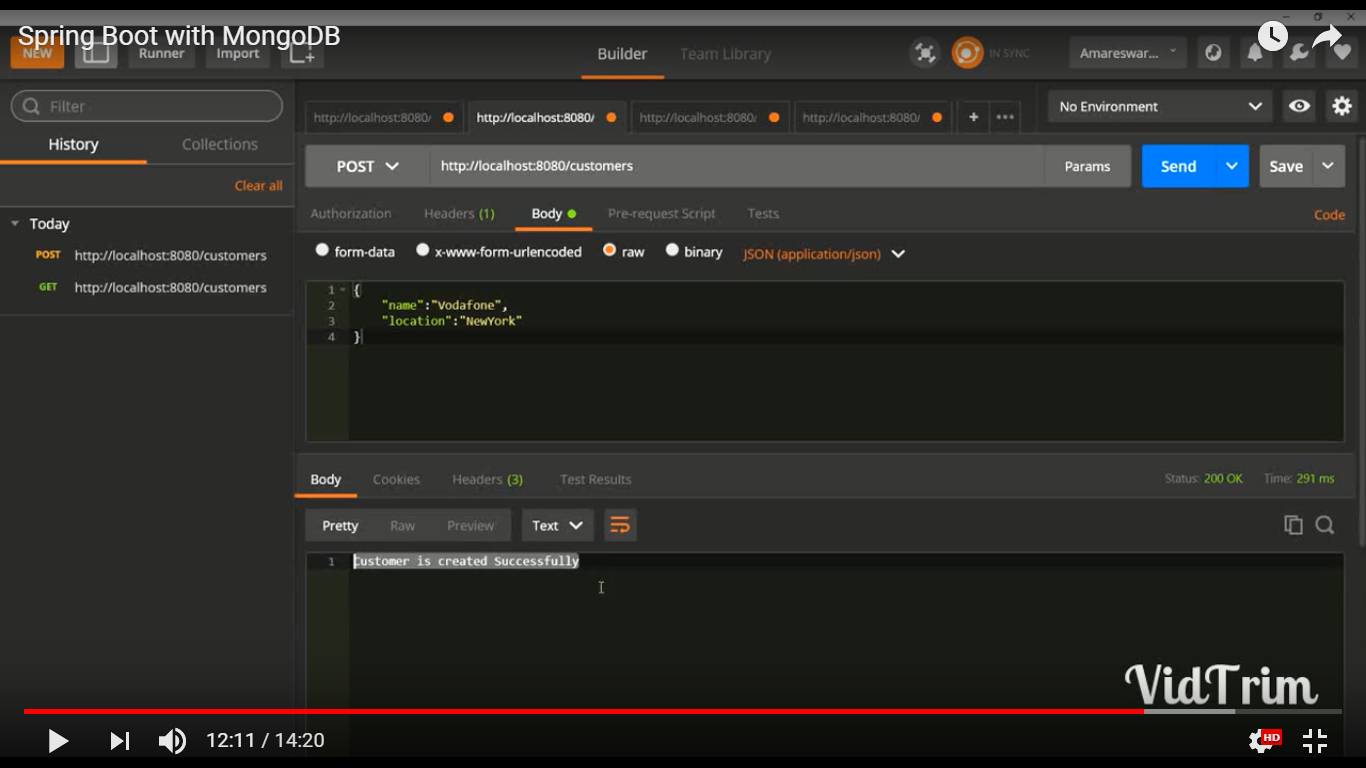 Spring Boot with MongoDB
NEW Runner Import Builder Team Library IN SYNC Amareswar...
Filter
History Collections
Clear all
Today
POST http://localhost:8080/customers
GET http://localhost:8080/customers
http://localhost:8080/ http://localhost:8080/ http://localhost:8080/ http://localhost:8080/ + ••• No Environment
POST http://localhost:8080/customers Params Send Save
Authorization Headers (1) Body Pre-request Script Tests Code
form-data x-www-form-urlencoded raw binary JSON (application/json)
1 {
2 "name":"Vodafone",
3 "location":"NewYork"
4 }
Body Cookies Headers (3) Test Results Status: 200 OK Time: 291 ms
Pretty Raw Preview Text
1 Customer is created Successfully
VidTrim
12:11 / 14:20 HD